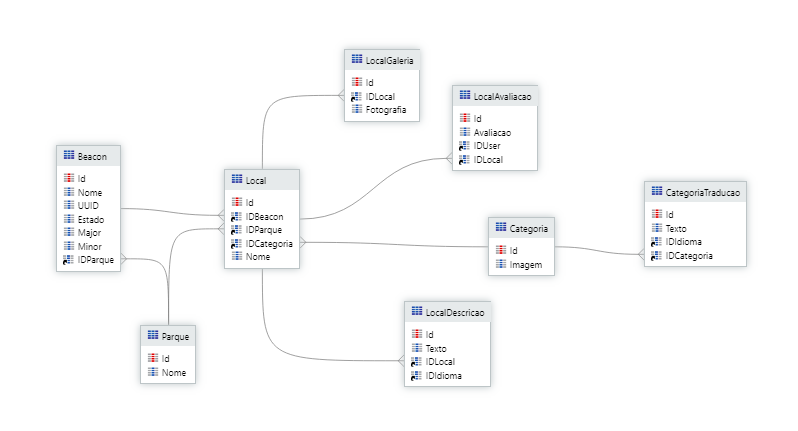 LocalGaleria
Id
IDLocal
Fotografia
LocalAvaliacao
Id
Avaliacao
IDUser
IDLocal
Beacon
Id
Nome
UUID
Estado
Major
Minor
IDParque
Local
Id
IDBeacon
IDParque
IDCategoria
Nome
CategoriaTraducao
Id
Texto
IDIdioma
IDCategoria
Categoria
Id
Imagem
LocalDescricao
Id
Texto
IDLocal
IDIdioma
Parque
Id
Nome